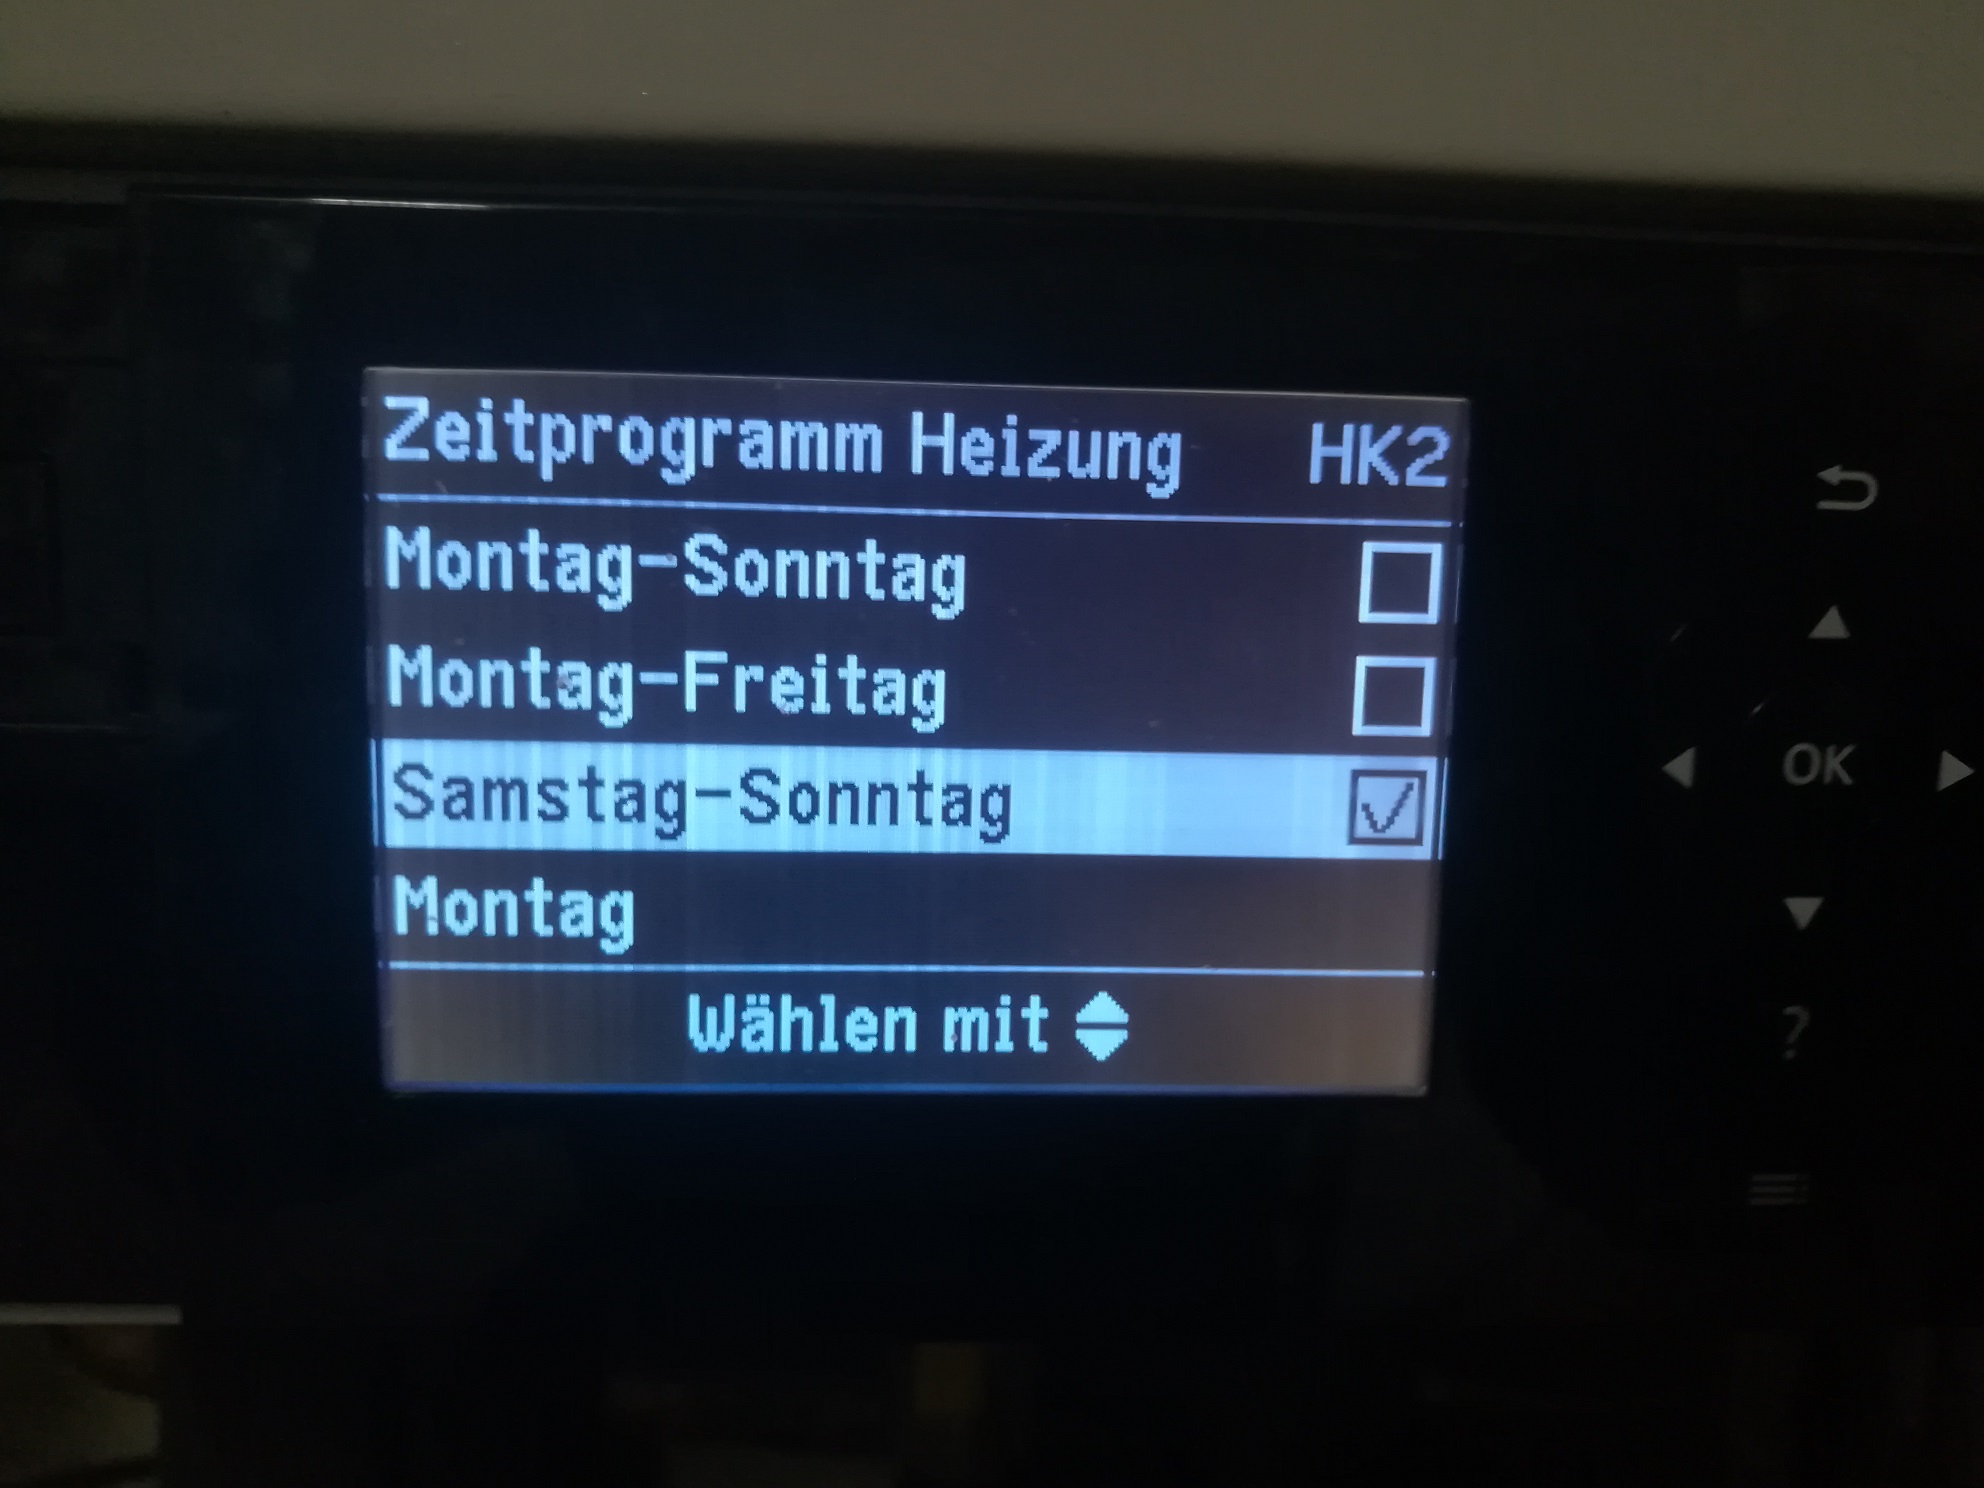 Zeitprogramm Heizung HK2
Montag-Sonntag
Montag-Freitag
Samstag-Sonntag
Montag
Wählen mit
OK
?